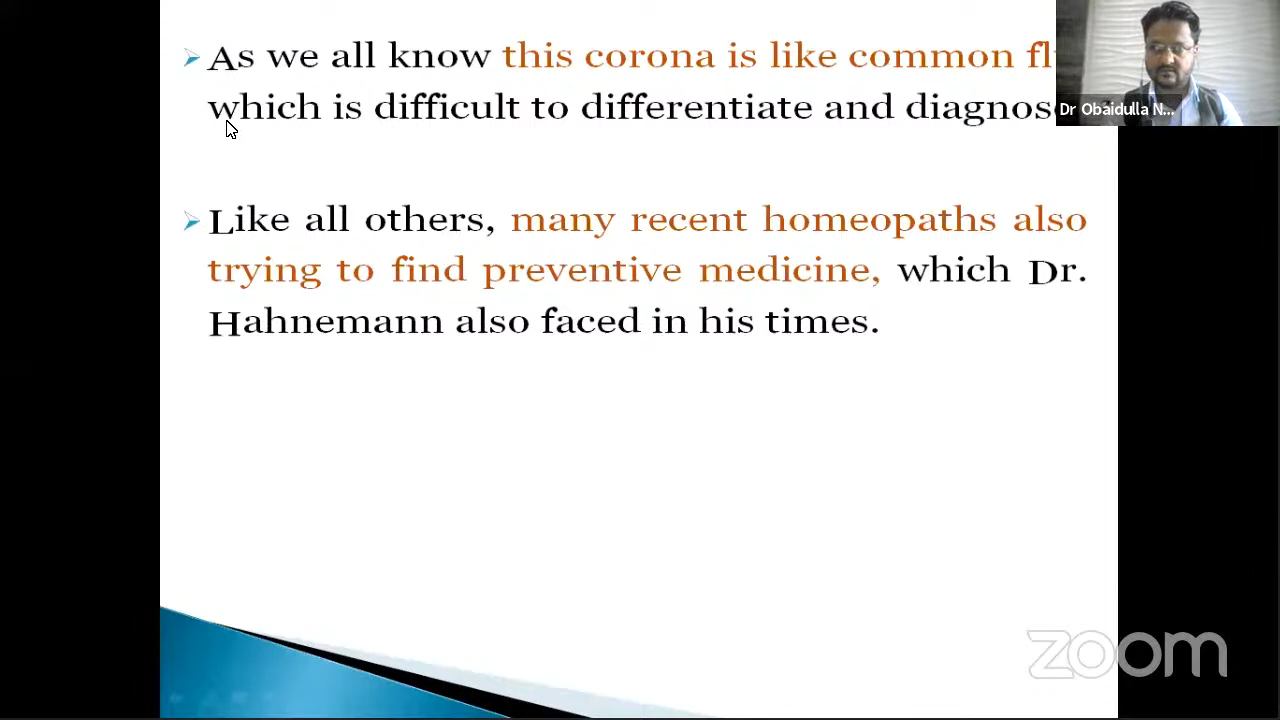 As we all know this corona is like common
which is difficult to differentiate and
Like all others, many recent homeopaths also
trying to find preventive medicine, which Dr.
Hahnemann also faced in his times.
Dr Obaidulla N...
zoom